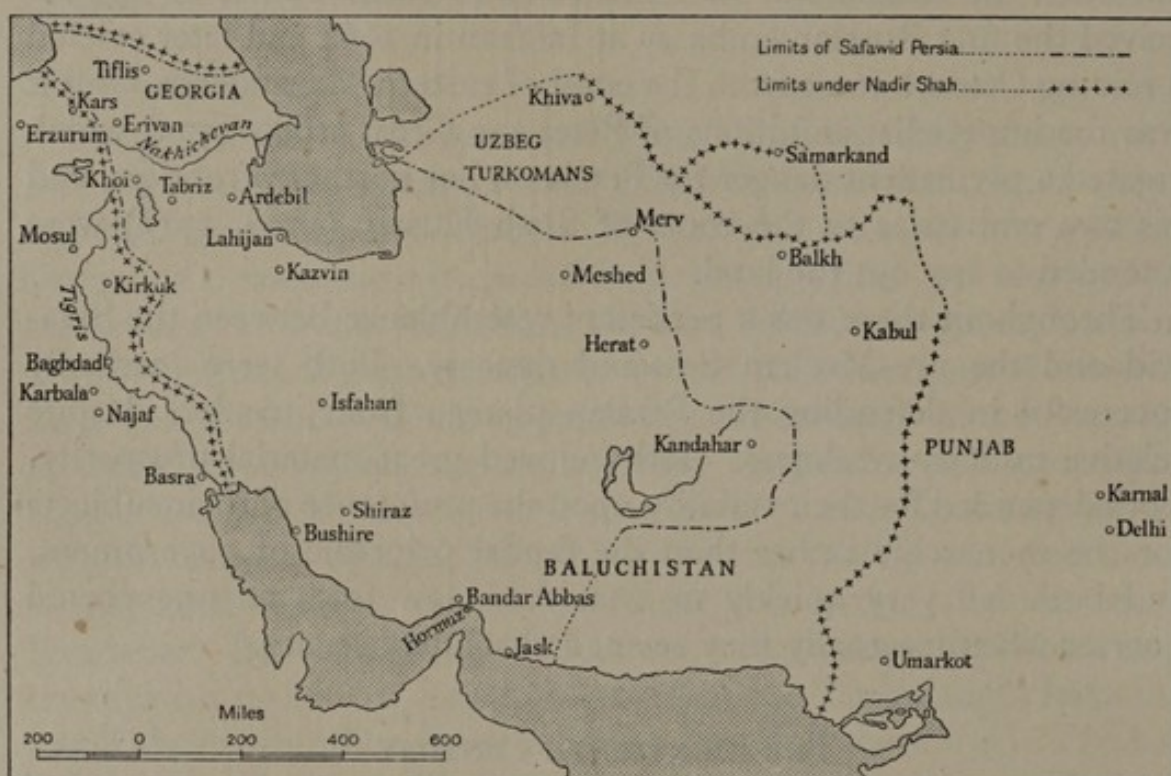 Limits of Safawid Persia
Limits under Nadir Shah
Tiflis
GEORGIA
Kars
Erzurum
Erivan
Nakhichevan
Khoi
Tabriz
Ardebil
Mosul
Lahijan
Kazvin
Kirkuk
Tigris
Baghdad
Karbala
Najaf
Isfahan
Basra
Shiraz
Bushire
Khiva
UZBEG
TURKOMANS
Samarkand
Merv
Balkh
Meshed
Herat
Kabul
Kandahar
PUNJAB
Karnal
Delhi
BALUCHISTAN
Bandar Abbas
Hormuz
Jask
Umarkot
Miles
200 0 200 400 600